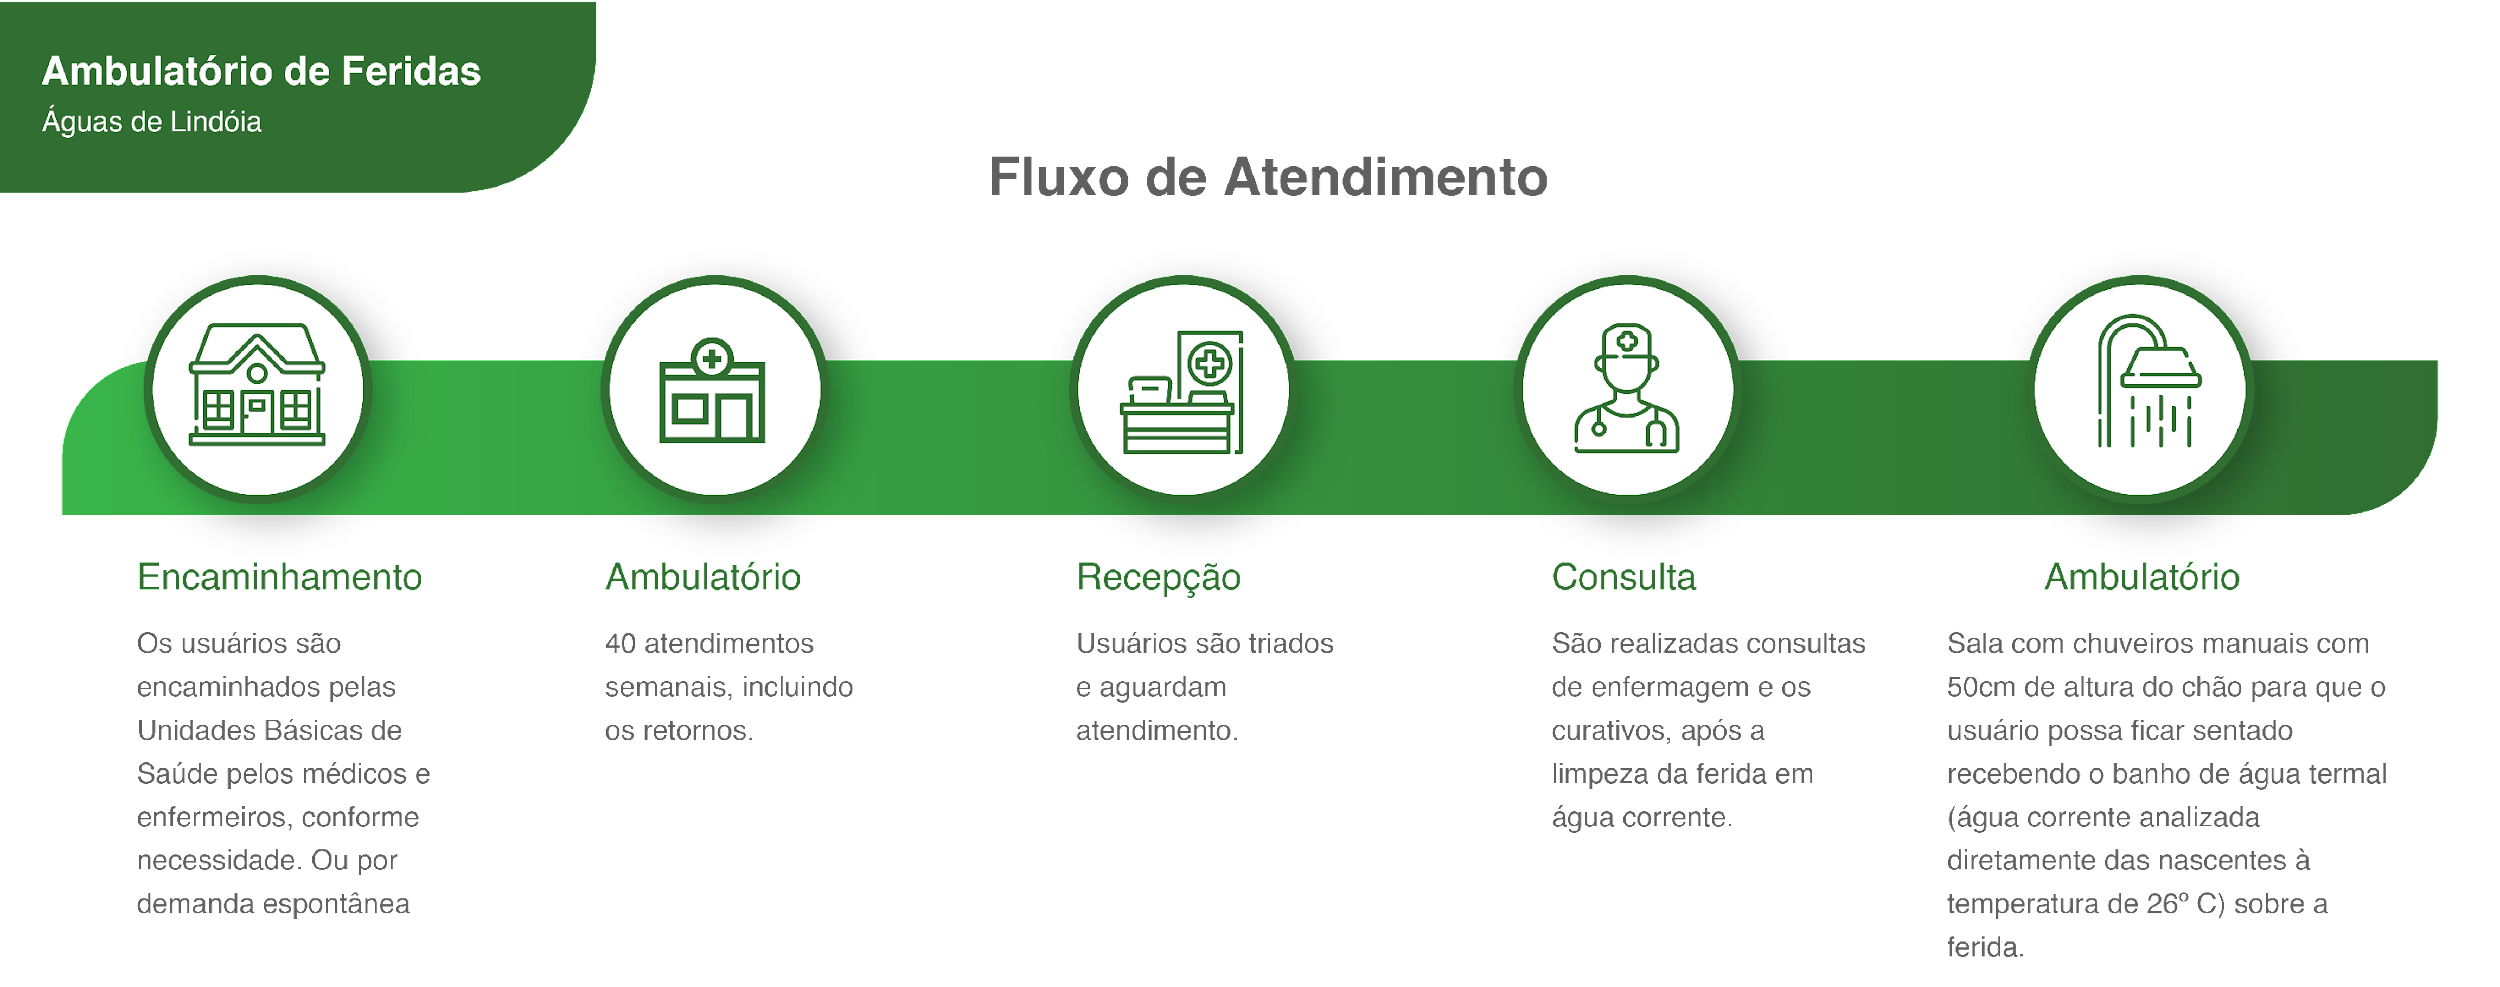 Ambulatório de Feridas
Águas de Lindóia
Fluxo de Atendimento
Encaminhamento
Os usuários são
encaminhados pelas
Unidades Básicas de
Saúde pelos médicos e
enfermeiros, conforme
necessidade. Ou por
demanda espontânea
Ambulatório
40 atendimentos
semanais, incluindo
os retornos.
Recepção
Usuários são triados
e aguardam
atendimento.
Consulta
São realizadas consultas
de enfermagem e os
curativos, após a
limpeza da ferida em
água corrente.
Ambulatório
Sala com chuveiros manuais com
50cm de altura do chão para que o
usuário possa ficar sentado
recebendo o banho de água termal
(água corrente analizada
diretamente das nascentes à
temperatura de 26º C) sobre a
ferida.